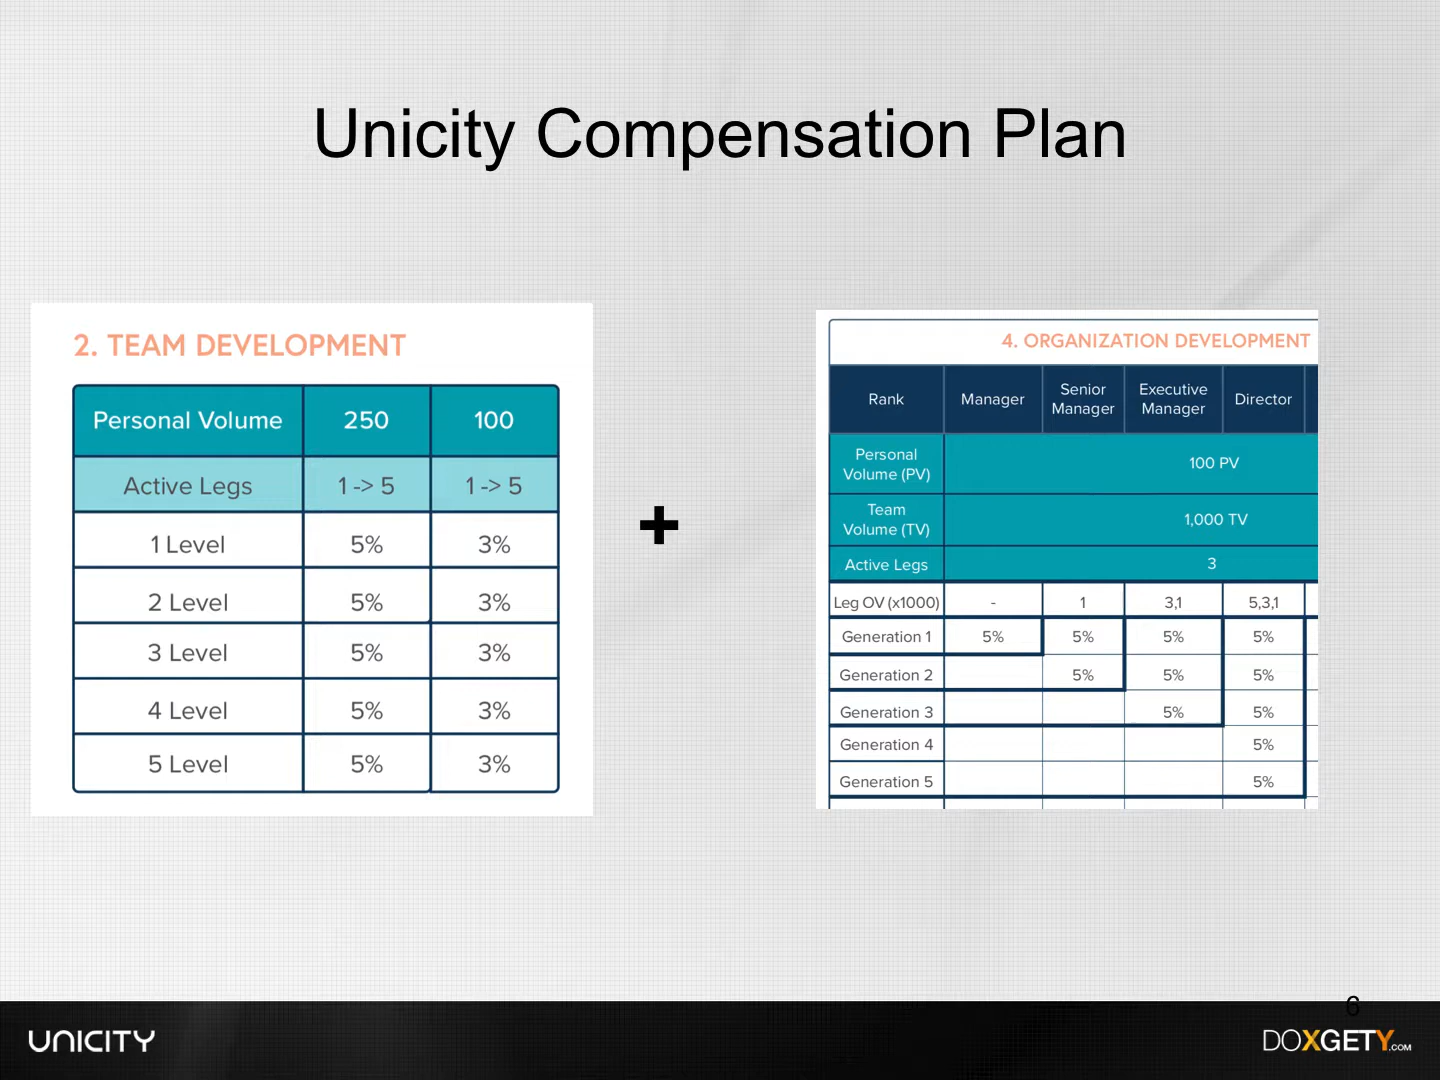 Unicity Compensation Plan
2. TEAM DEVELOPMENT
Personal Volume 250 100
Active Legs 1 -> 5 1 -> 5
1 Level 5% 3%
2 Level 5% 3%
3 Level 5% 3%
4 Level 5% 3%
5 Level 5% 3%
+
4. ORGANIZATION DEVELOPMENT
Rank Manager Senior Manager Executive Manager Director
Personal Volume (PV) 100 PV
Team Volume (TV) 1,000 TV
Active Legs 3
Leg OV (x1000) - 1 3,1 5,3,1
Generation 1 5% 5% 5% 5%
Generation 2 5% 5% 5%
Generation 3 5% 5%
Generation 4 5%
Generation 5 5%
6
UNICITY
DOXGETY.COM